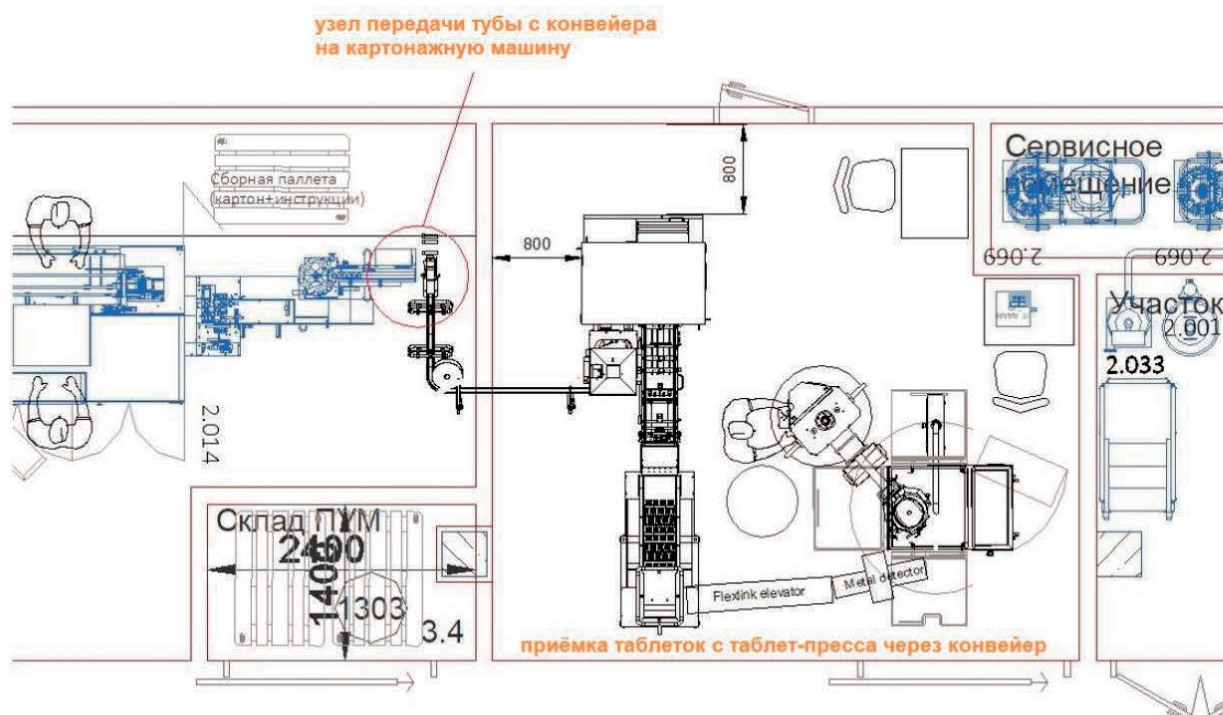 узел передачи тубы с конвейера
на картонажную машину
Сборная паллета
(картон+инструкции)
800
800
Сервисное
помещение
2.069
2.069
Участок
2.001
2.033
2.014
Склад ПУМ
2400
1400
1303
3.4
Flexlink elevator
Metal detector
приёмка таблеток с таблет-пресса через конвейер